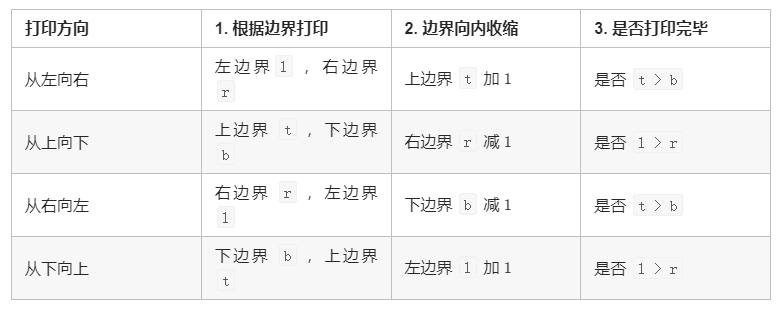 打印方向 1. 根据边界打印 2. 边界向内收缩 3. 是否打印完毕
从左向右 左边界 l ，右边界 r 上边界 t 加 1 是否 t > b
从上向下 上边界 t ，下边界 b 右边界 r 减 1 是否 l > r
从右向左 右边界 r ，左边界 l 下边界 b 减 1 是否 t > b
从下向上 下边界 b ，上边界 t 左边界 l 加 1 是否 l > r